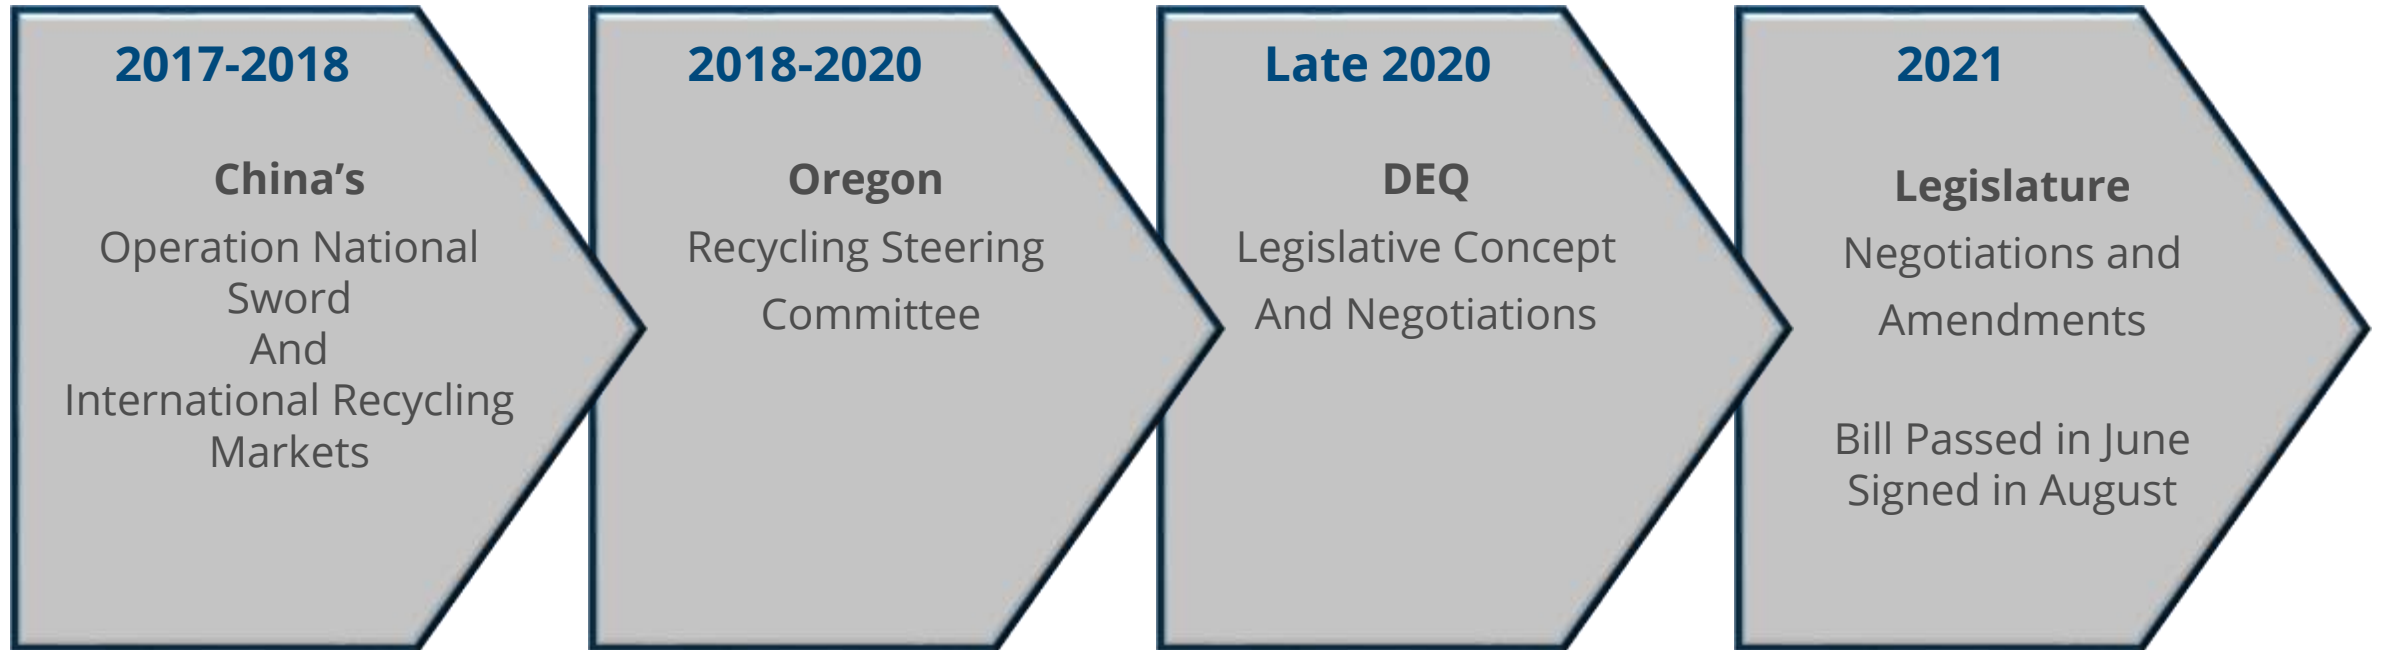 2017-2018
China’s
Operation National
Sword
And
International Recycling
Markets
2018-2020
Oregon
Recycling Steering
Committee
Late 2020
DEQ
Legislative Concept
And Negotiations
2021
Legislature
Negotiations and
Amendments
Bill Passed in June
Signed in August